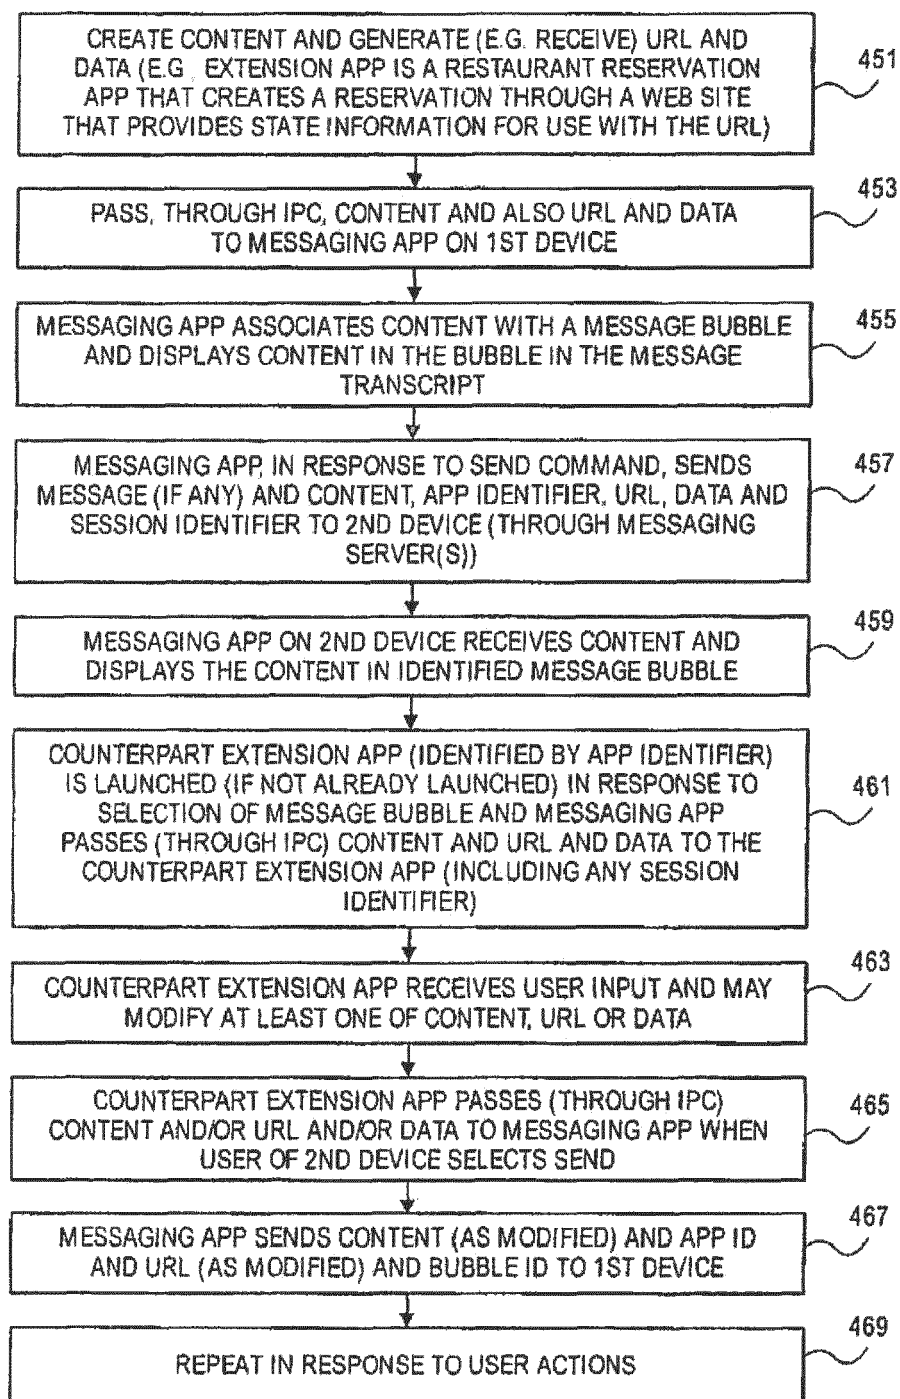 CREATE CONTENT AND GENERATE (E.G. RECEIVE) URL AND
DATA (E.G. EXTENSION APP IS A RESTAURANT RESERVATION
APP THAT CREATES A RESERVATION THROUGH A WEB SITE
THAT PROVIDES STATE INFORMATION FOR USE WITH THE URL)
451
PASS, THROUGH IPC, CONTENT AND ALSO URL AND DATA
TO MESSAGING APP ON 1ST DEVICE
453
MESSAGING APP ASSOCIATES CONTENT WITH A MESSAGE BUBBLE
AND DISPLAYS CONTENT IN THE BUBBLE IN THE MESSAGE
TRANSCRIPT
455
MESSAGING APP, IN RESPONSE TO SEND COMMAND, SENDS
MESSAGE (IF ANY) AND CONTENT, APP IDENTIFIER, URL, DATA AND
SESSION IDENTIFIER TO 2ND DEVICE (THROUGH MESSAGING
SERVER(S))
457
MESSAGING APP ON 2ND DEVICE RECEIVES CONTENT AND
DISPLAYS THE CONTENT IN IDENTIFIED MESSAGE BUBBLE
459
COUNTERPART EXTENSION APP (IDENTIFIED BY APP IDENTIFIER)
IS LAUNCHED (IF NOT ALREADY LAUNCHED) IN RESPONSE TO
SELECTION OF MESSAGE BUBBLE AND MESSAGING APP
PASSES (THROUGH IPC) CONTENT AND URL AND DATA TO THE
COUNTERPART EXTENSION APP (INCLUDING ANY SESSION
IDENTIFIER)
461
COUNTERPART EXTENSION APP RECEIVES USER INPUT AND MAY
MODIFY AT LEAST ONE OF CONTENT, URL OR DATA
463
COUNTERPART EXTENSION APP PASSES (THROUGH IPC)
CONTENT AND/OR URL AND/OR DATA TO MESSAGING APP WHEN
USER OF 2ND DEVICE SELECTS SEND
465
MESSAGING APP SENDS CONTENT (AS MODIFIED) AND APP ID
AND URL (AS MODIFIED) AND BUBBLE ID TO 1ST DEVICE
467
REPEAT IN RESPONSE TO USER ACTIONS
469